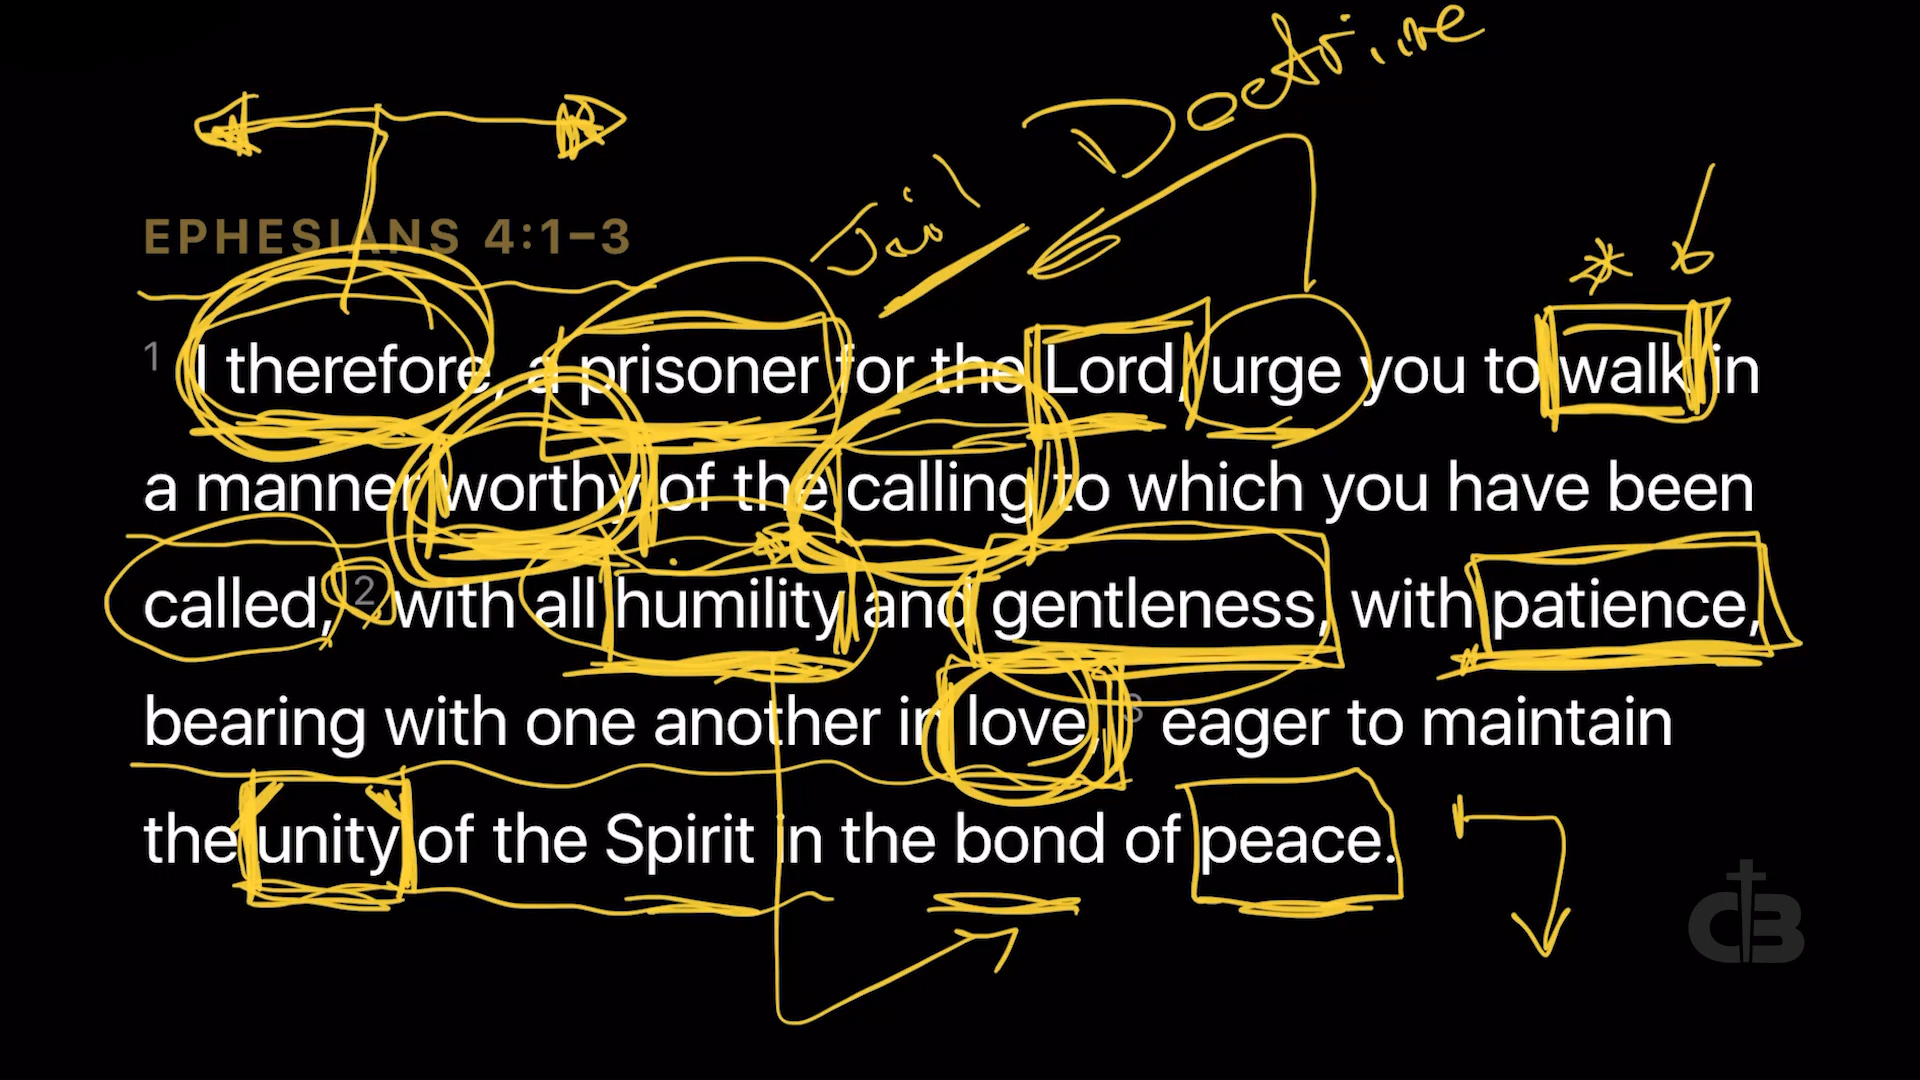 Doctrine
Jail
EPHESIANS 4:1–3
1 I therefore, a prisoner for the Lord, urge you to walk in
a manner worthy of the calling to which you have been
called, 2 with all humility and gentleness, with patience,
bearing with one another in love, 3 eager to maintain
the unity of the Spirit in the bond of peace.
CB